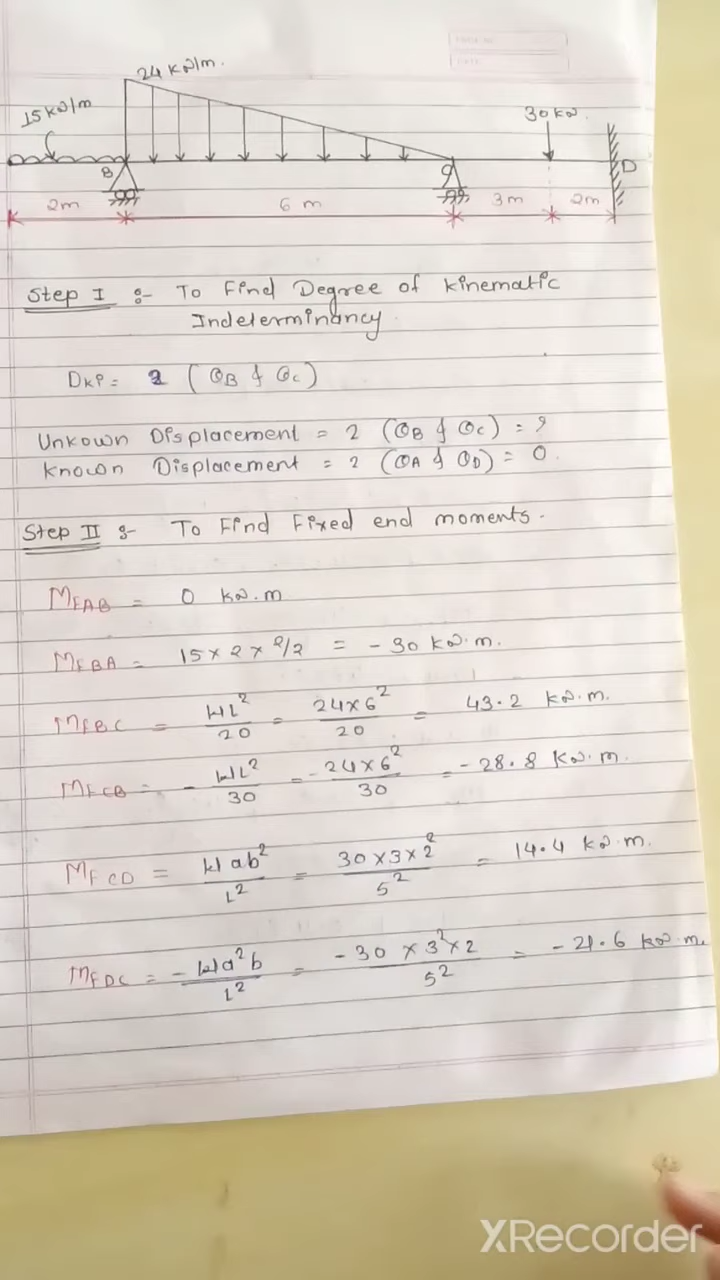 24 kN/m.
15 kN/m
30 kN
B
C
D
2m
6 m
3m
2m
Step I :- To Find Degree of Kinematic
Indeterminancy.
Dki = 2 (θB & θc)
Unkown Displacement = 2 (θB & θc) = ?
Known Displacement = 2 (θA & θD) = 0.
Step II :- To Find Fixed end moments.
MFAB = 0 kN.m
MFBA = 15 × 2 × 2/2 = - 30 kN.m.
MFBC = WL²/20 = 24×6²/20 = 43.2 kN.m.
MFCB = - WL²/30 = -24×6²/30 = - 28.8 kN.m.
MFCD = Wab²/L² = 30×3×2²/5² = 14.4 kN.m.
MFDC = - Wa²b/L² = -30 × 3²×2/5² = - 21.6 kN.m.
XRecorder